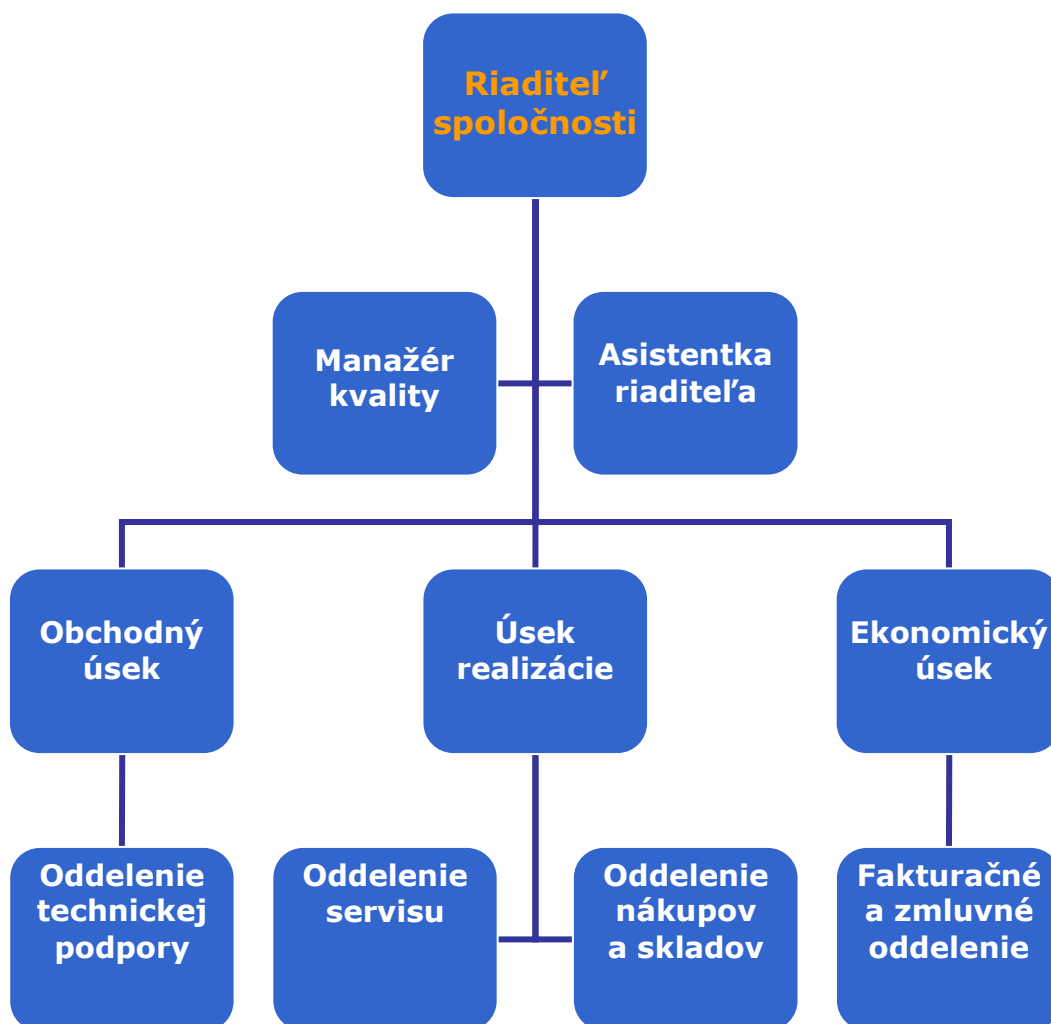 Riaditeľ
spoločnosti
Manažér
kvality
Asistentka
riaditeľa
Obchodný
úsek
Úsek
realizácie
Ekonomický
úsek
Oddelenie
technickej
podpory
Oddelenie
servisu
Oddelenie
nákupov
a skladov
Fakturačné
a zmluvné
oddelenie